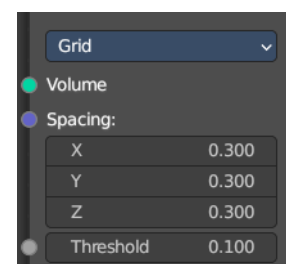 Grid
Volume
Spacing:
X 0.300
Y 0.300
Z 0.300
Threshold 0.100